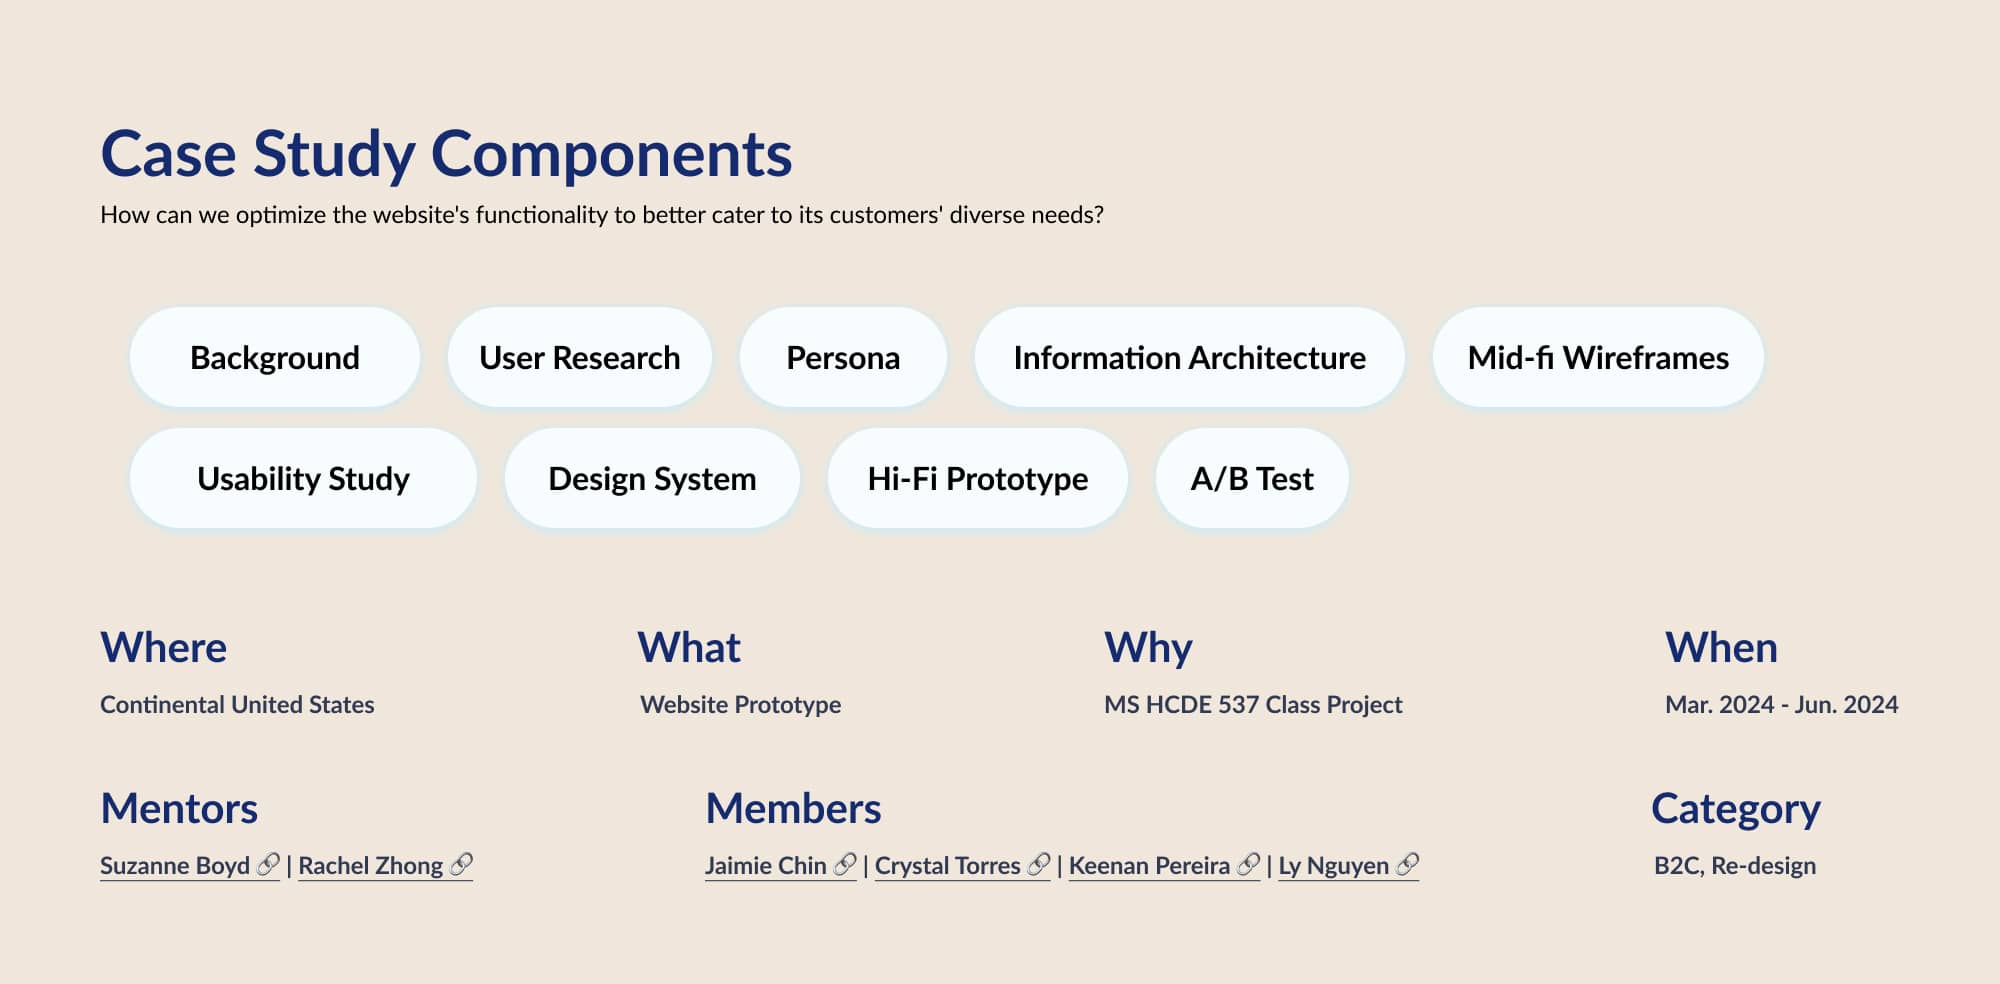 Case Study Components
How can we optimize the website's functionality to better cater to its customers' diverse needs?
Background
User Research
Persona
Information Architecture
Mid-fi Wireframes
Usability Study
Design System
Hi-Fi Prototype
A/B Test
Where
Continental United States
What
Website Prototype
Why
MS HCDE 537 Class Project
When
Mar. 2024 - Jun. 2024
Mentors
Suzanne Boyd 🔗 | Rachel Zhong 🔗
Members
Jaimie Chin 🔗 | Crystal Torres 🔗 | Keenan Pereira 🔗 | Ly Nguyen 🔗
Category
B2C, Re-design